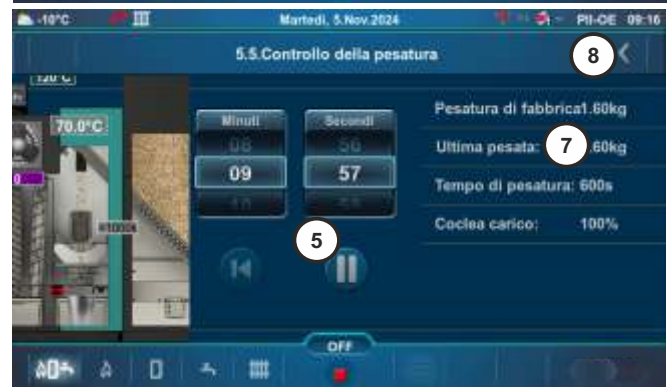 -10°C Martedì, 5.Nov.2024 PII-OE 09:16
5.5.Controllo della pesatura
8
120°C
70.0°C
Minuti Secondi
08 56
09 57
10
5
Pesatura di fabbrica1.60kg
Ultima pesata: 7 .60kg
Tempo di pesatura: 600s
Coclea carico: 100%
OFF